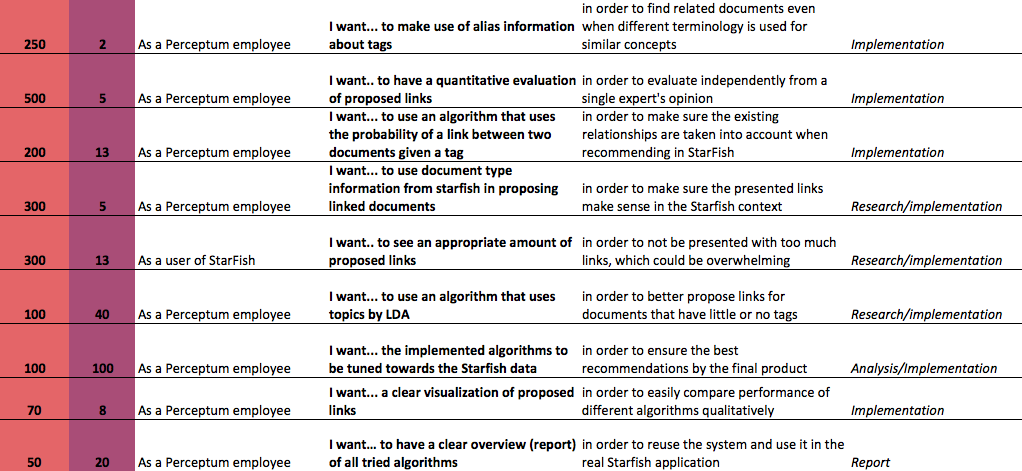 in order to find related documents even
I want... to make use of alias information when different terminology is used for
250 2 As a Perceptum employee about tags similar concepts Implementation
I want.. to have a quantitative evaluation in order to evaluate independently from a
500 5 As a Perceptum employee of proposed links single expert's opinion Implementation
I want... to use an algorithm that uses in order to make sure the existing
the probability of a link between two relationships are taken into account when
200 13 As a Perceptum employee documents given a tag recommending in StarFish Implementation
I want... to use document type
information from starfish in proposing in order to make sure the presented links
300 5 As a Perceptum employee linked documents make sense in the Starfish context Research/implementation
I want.. to see an appropriate amount of in order to not be presented with too much
300 13 As a user of StarFish proposed links links, which could be overwhelming Research/implementation
I want... to use an algorithm that uses in order to better propose links for
100 40 As a Perceptum employee topics by LDA documents that have little or no tags Research/implementation
I want... the implemented algorithms to in order to ensure the best
100 100 As a Perceptum employee be tuned towards the Starfish data recommendations by the final product Analysis/Implementation
I want... a clear visualization of proposed in order to easily compare performance of
70 8 As a Perceptum employee links different algorithms qualitatively Implementation
I want... to have a clear overview (report) in order to reuse the system and use it in the
50 20 As a Perceptum employee of all tried algorithms real Starfish application Report